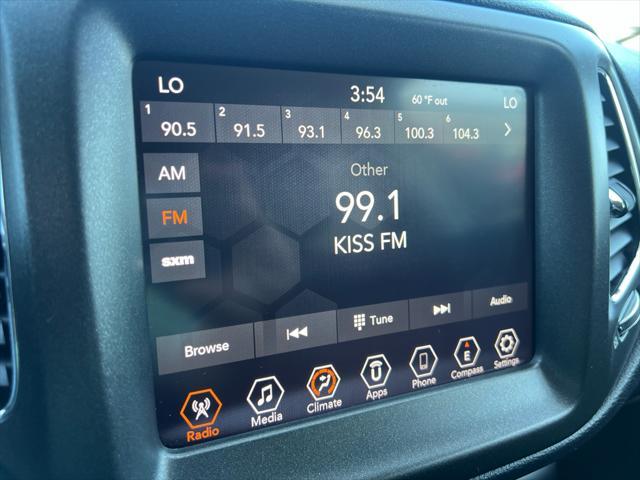 LO 3:54 60 °F out LO
1 2 3 4 5 6
90.5 91.5 93.1 96.3 100.3 104.3
AM
Other
FM
99.1
KISS FM
sxm
Browse Tune Audio
Radio Media Climate Apps Phone E Compass Settings